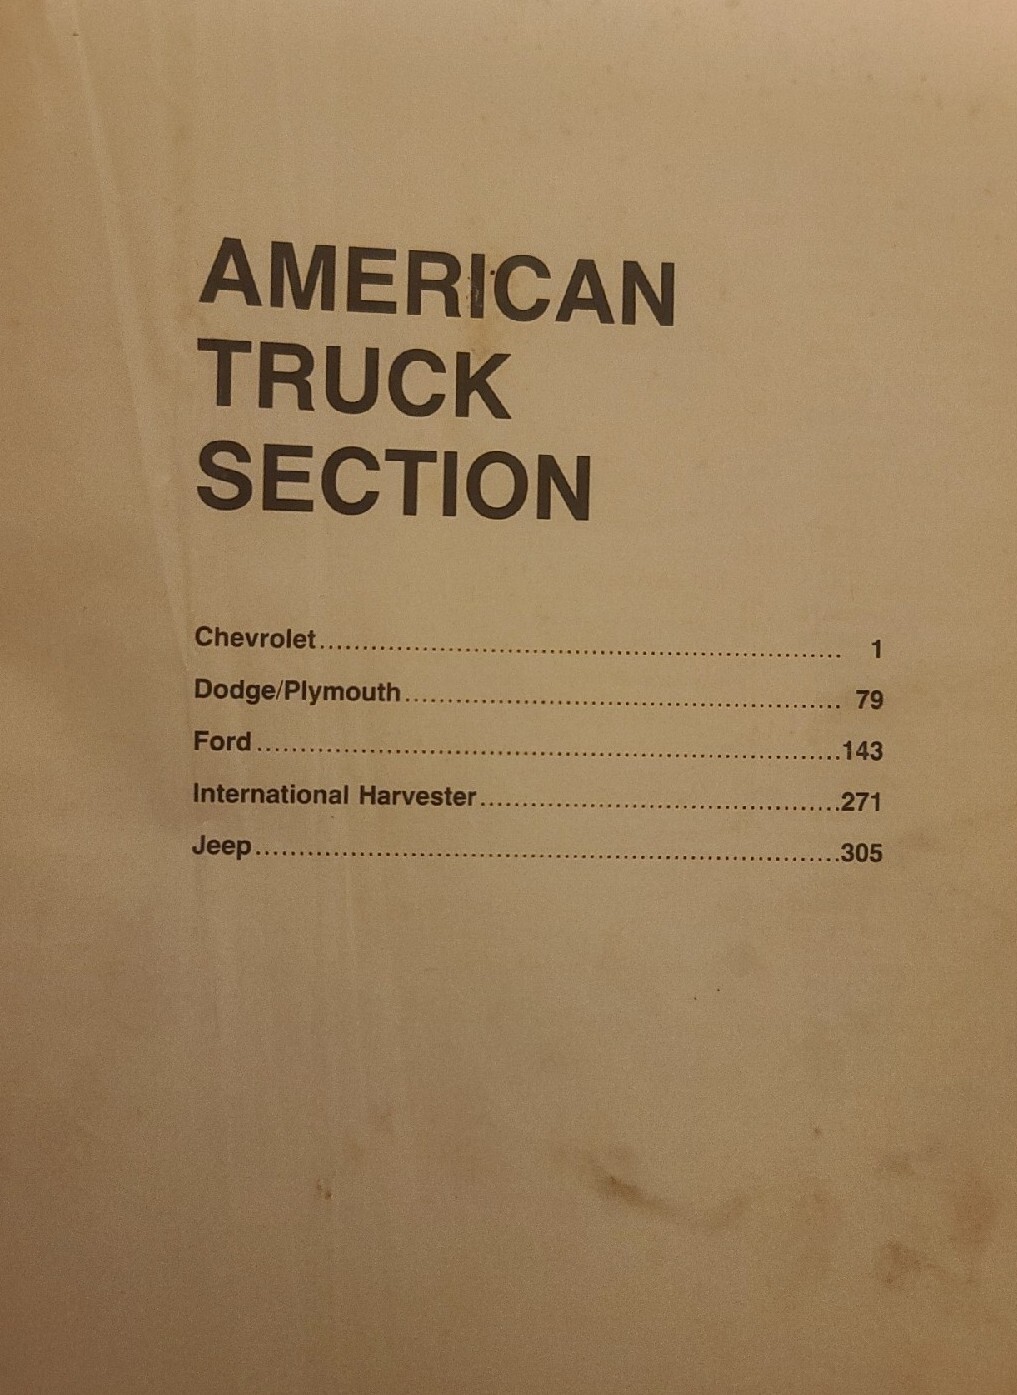 AMERICAN
TRUCK
SECTION
Chevrolet............................................................ 1
Dodge/Plymouth.................................................. 79
Ford....................................................................143
International Harvester.........................................271
Jeep....................................................................305